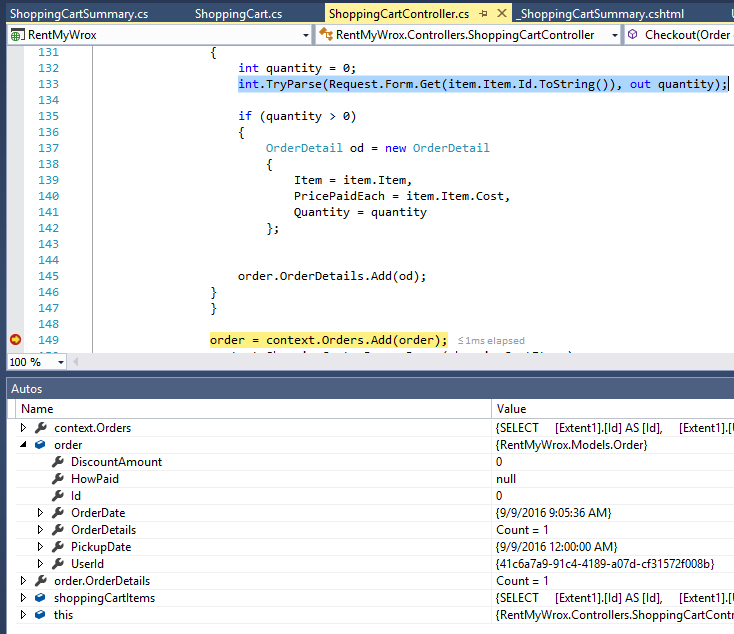 ShoppingCartSummary.cs ShoppingCart.cs ShoppingCartController.cs _ShoppingCartSummary.cshtml
RentMyWrox RentMyWrox.Controllers.ShoppingCartController Checkout(Order
131 {
132 int quantity = 0;
133 int.TryParse(Request.Form.Get(item.Item.Id.ToString()), out quantity);
134
135 if (quantity > 0)
136 {
137 OrderDetail od = new OrderDetail
138 {
139 Item = item.Item,
140 PricePaidEach = item.Item.Cost,
141 Quantity = quantity
142 };
143
144
145 order.OrderDetails.Add(od);
146 }
147 }
148
149 order = context.Orders.Add(order); ≤1ms elapsed
100 %
Autos
Name Value
context.Orders {SELECT [Extent1].[Id] AS [Id], [Extent1].[
order {RentMyWrox.Models.Order}
DiscountAmount 0
HowPaid null
Id 0
OrderDate {9/9/2016 9:05:36 AM}
OrderDetails Count = 1
PickupDate {9/9/2016 12:00:00 AM}
UserId {41c6a7a9-91c4-4189-a07d-cf31572f008b}
order.OrderDetails Count = 1
shoppingCartItems {SELECT [Extent1].[Id] AS [Id], [Extent1].[
this {RentMyWrox.Controllers.ShoppingCartContr